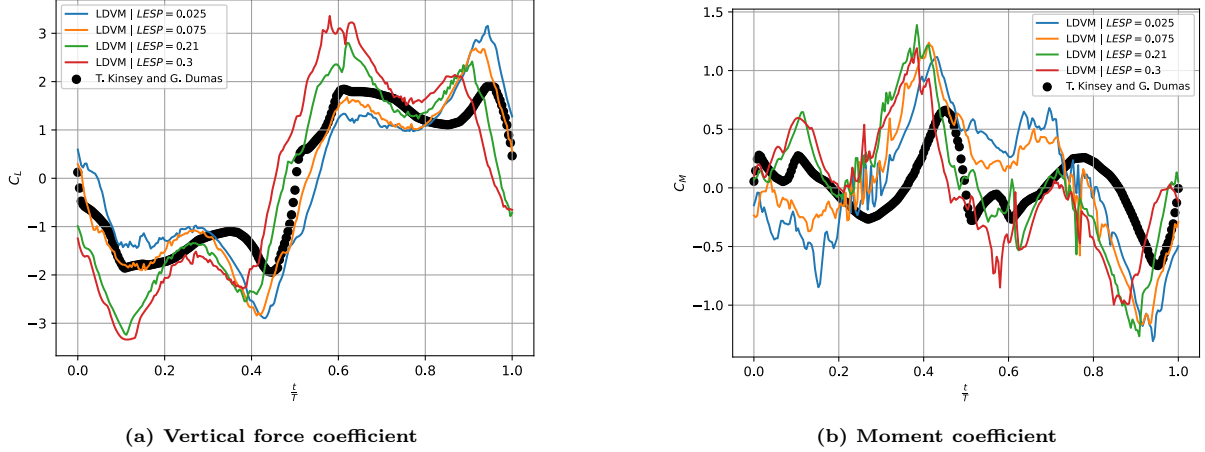 LDVM | LESP = 0.025
LDVM | LESP = 0.075
LDVM | LESP = 0.21
LDVM | LESP = 0.3
T. Kinsey and G. Dumas
3
2
1
0
−1
−2
−3
C_L
0.0 0.2 0.4 0.6 0.8 1.0
t/T
(a) Vertical force coefficient
LDVM | LESP = 0.025
LDVM | LESP = 0.075
LDVM | LESP = 0.21
LDVM | LESP = 0.3
T. Kinsey and G. Dumas
1.5
1.0
0.5
0.0
−0.5
−1.0
C_M
0.0 0.2 0.4 0.6 0.8 1.0
t/T
(b) Moment coefficient